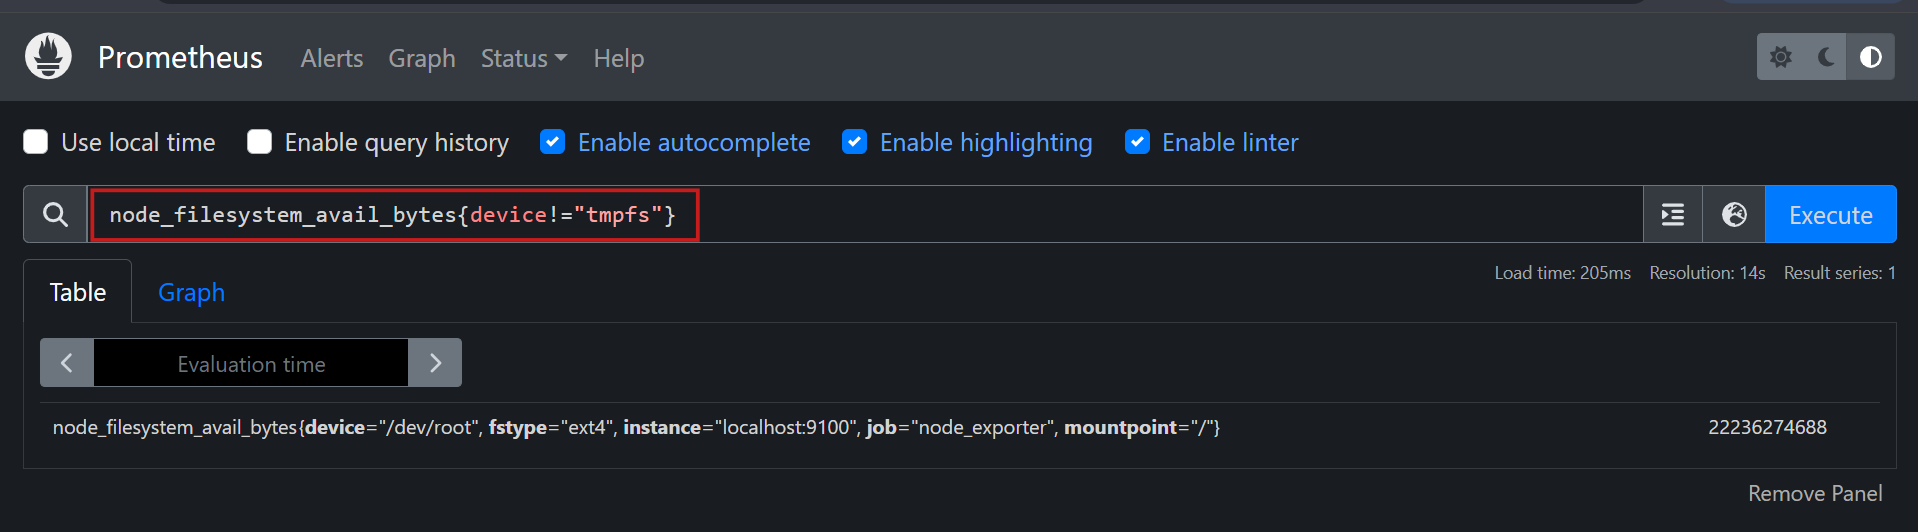 Prometheus Alerts Graph Status Help
Use local time Enable query history Enable autocomplete Enable highlighting Enable linter
node_filesystem_avail_bytes{device!="tmpfs"} Execute
Load time: 205ms Resolution: 14s Result series: 1
Table Graph
Evaluation time
node_filesystem_avail_bytes{device="/dev/root", fstype="ext4", instance="localhost:9100", job="node_exporter", mountpoint="/"} 22236274688
Remove Panel